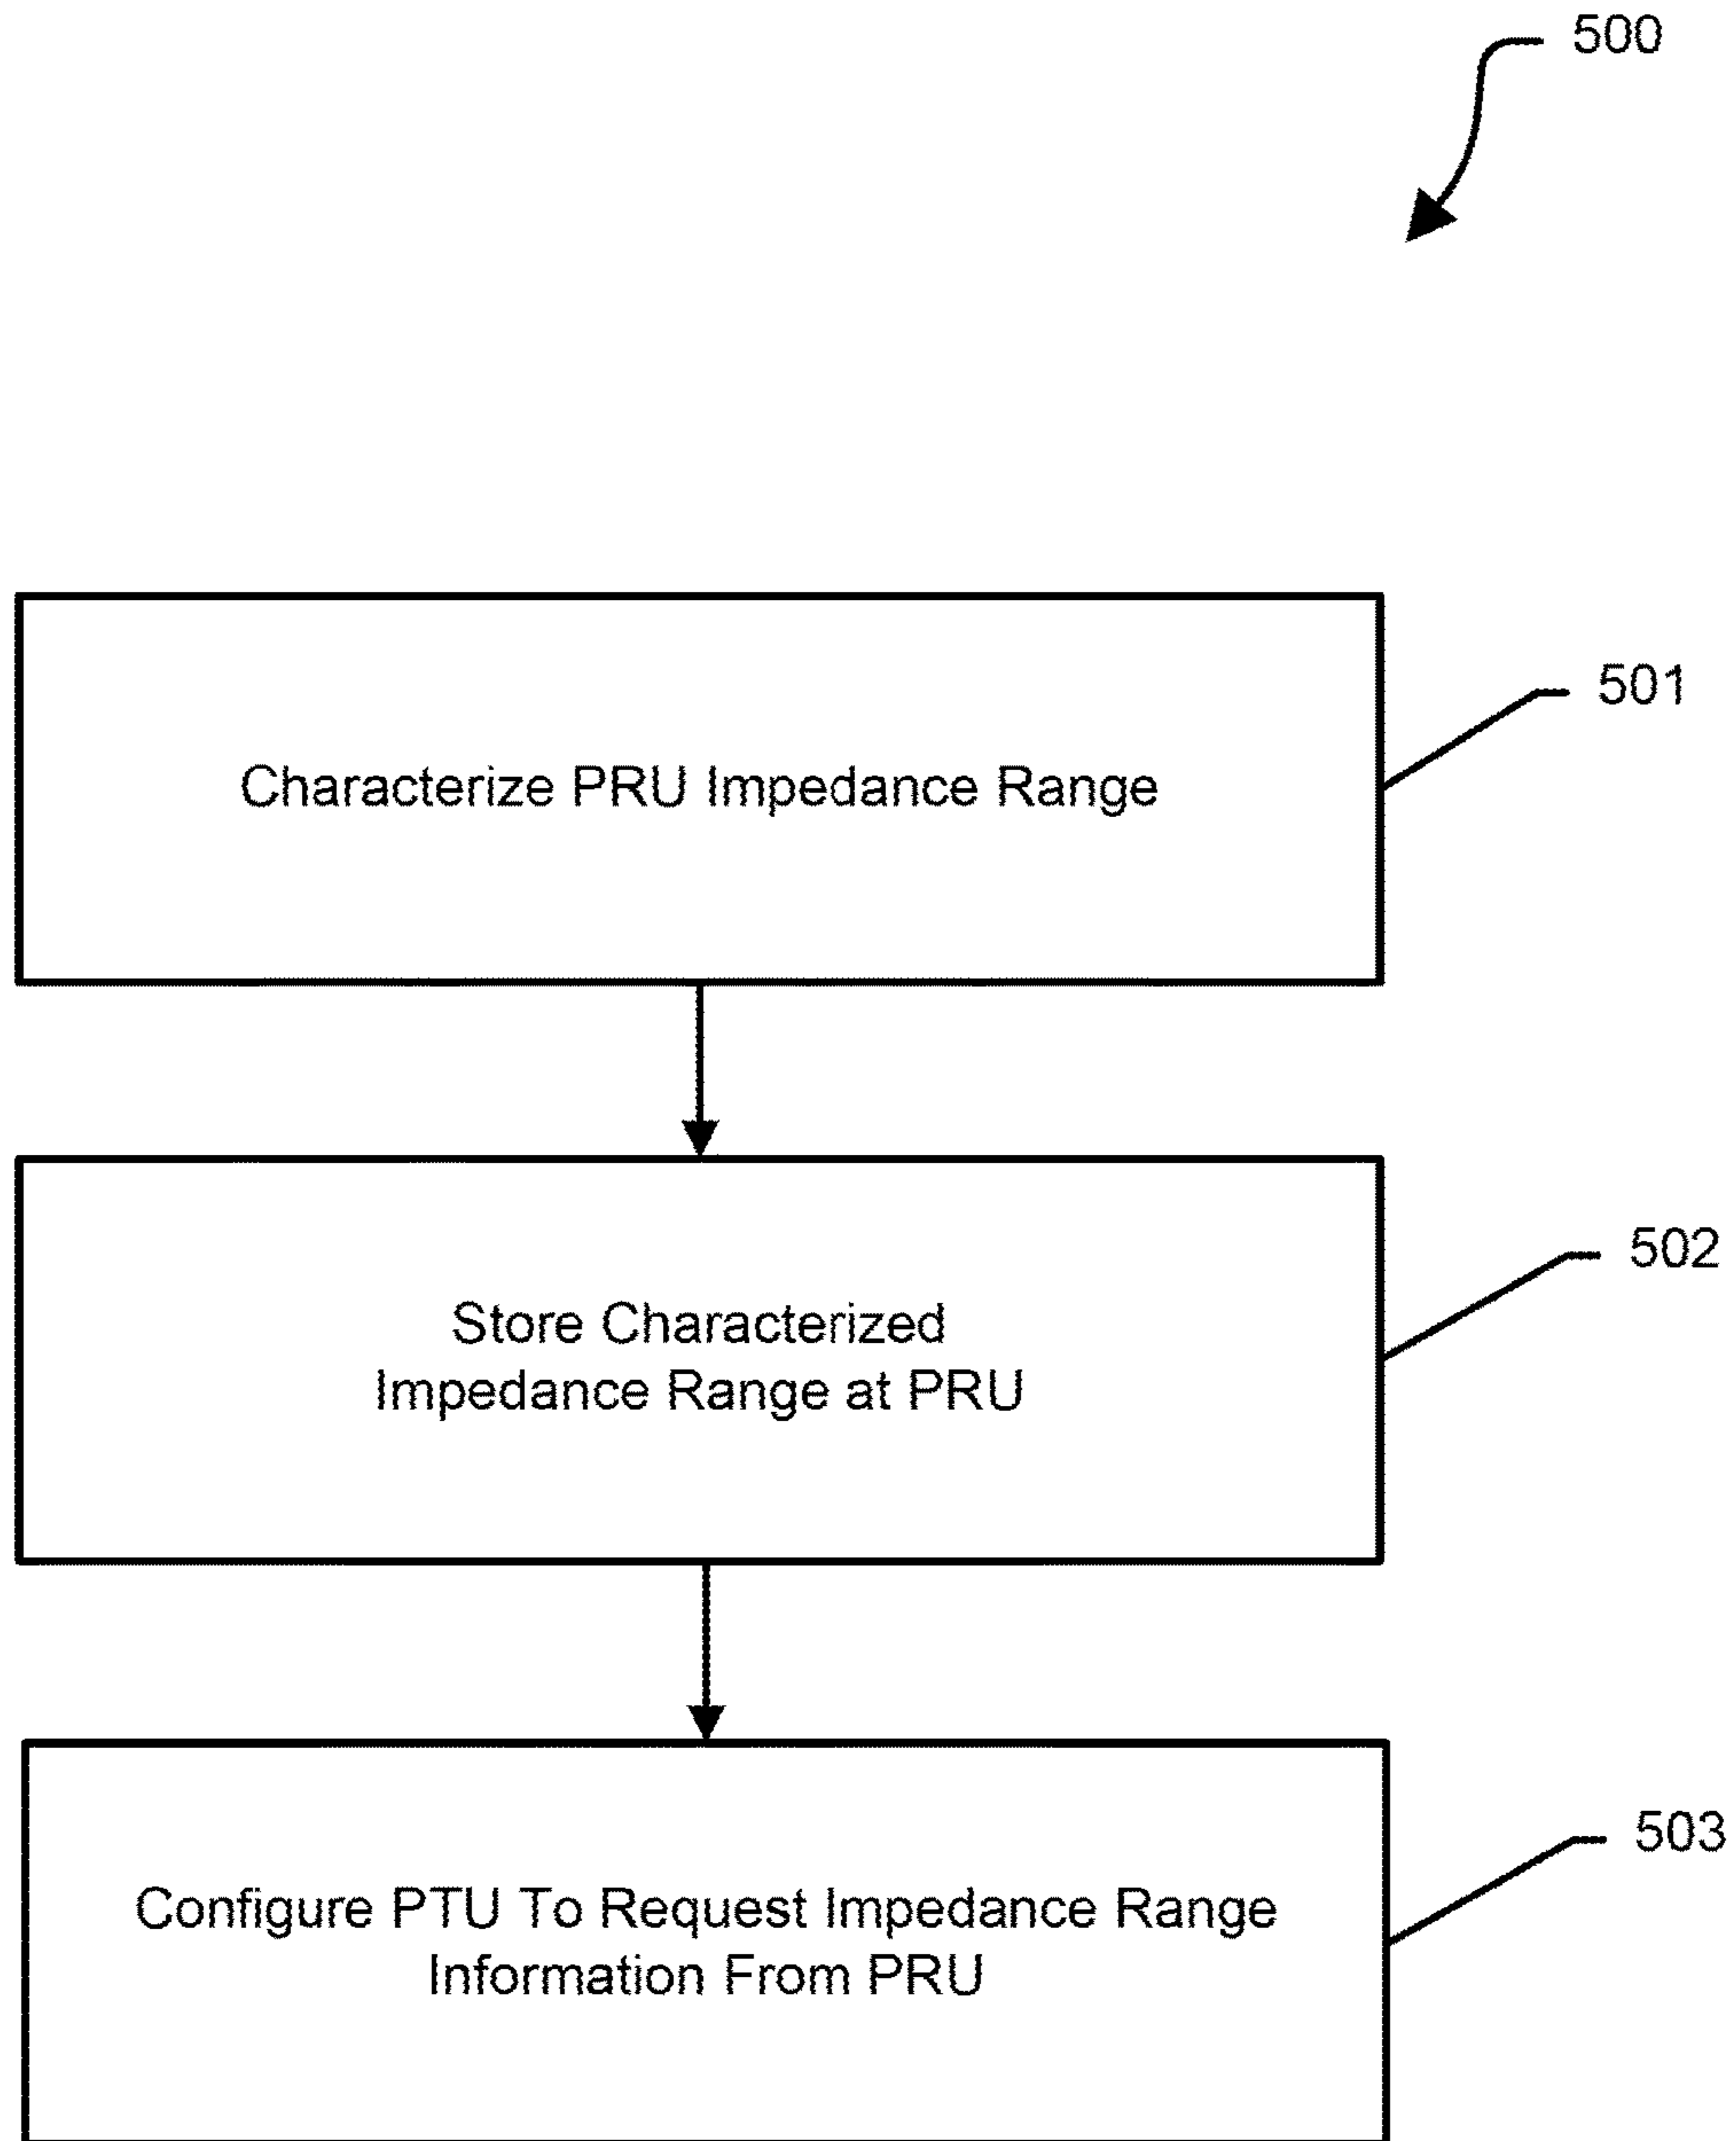 500
501
Characterize PRU Impedance Range
502
Store Characterized
Impedance Range at PRU
503
Configure PTU To Request Impedance Range
Information From PRU